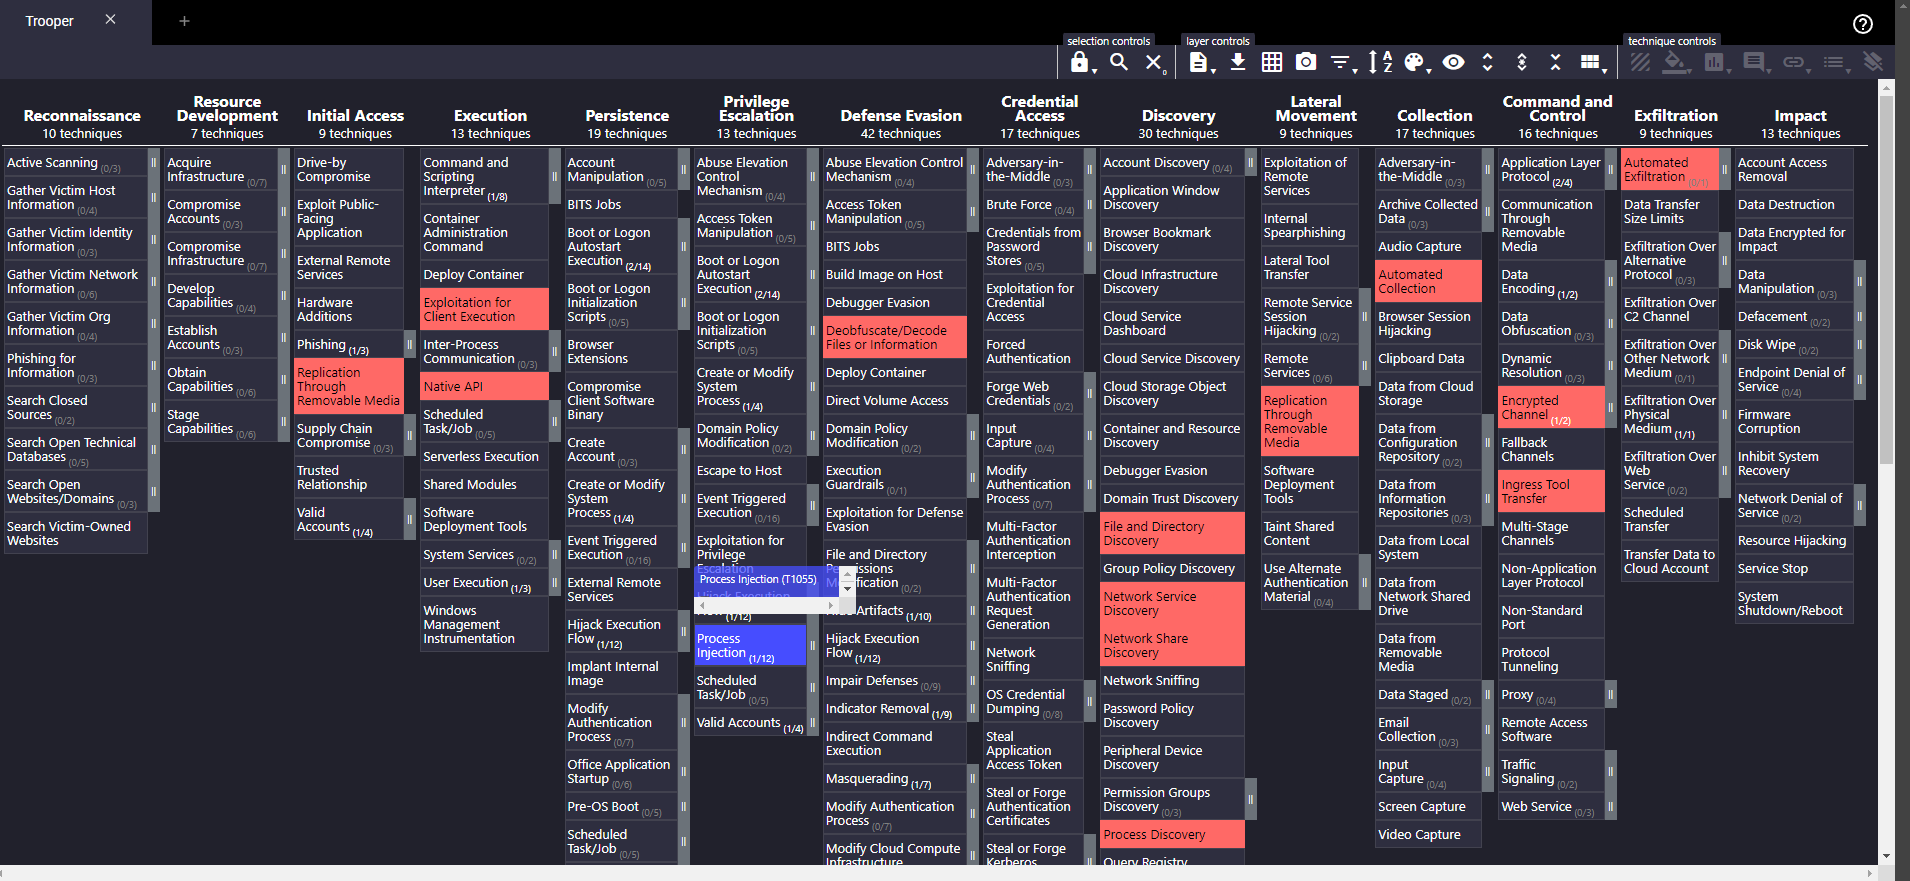 Trooper
selection controls
layer controls
technique controls
0
Reconnaissance
10 techniques
Active Scanning (0/3)
Gather Victim Host
Information (0/4)
Gather Victim Identity
Information (0/3)
Gather Victim Network
Information (0/6)
Gather Victim Org
Information (0/4)
Phishing for
Information (0/3)
Search Closed
Sources (0/2)
Search Open Technical
Databases (0/5)
Search Open
Websites/Domains (0/3)
Search Victim-Owned
Websites
Resource
Development
7 techniques
Acquire
Infrastructure (0/7)
Compromise
Accounts (0/3)
Compromise
Infrastructure (0/7)
Develop
Capabilities (0/4)
Establish
Accounts (0/3)
Obtain
Capabilities (0/6)
Stage
Capabilities (0/6)
Initial Access
9 techniques
Drive-by
Compromise
Exploit Public-
Facing
Application
External Remote
Services
Hardware
Additions
Phishing (1/3)
Replication
Through
Removable Media
Supply Chain
Compromise (0/3)
Trusted
Relationship
Valid
Accounts (1/4)
Execution
13 techniques
Command and
Scripting
Interpreter (1/8)
Container
Administration
Command
Deploy Container
Exploitation for
Client Execution
Inter-Process
Communication (0/3)
Native API
Scheduled
Task/Job (0/5)
Serverless Execution
Shared Modules
Software
Deployment Tools
System Services (0/2)
User Execution (1/3)
Windows
Management
Instrumentation
Persistence
19 techniques
Account
Manipulation (0/5)
BITS Jobs
Boot or Logon
Autostart
Execution (2/14)
Boot or Logon
Initialization
Scripts (0/5)
Browser
Extensions
Compromise
Client Software
Binary
Create
Account (0/3)
Create or Modify
System
Process (1/4)
Event Triggered
Execution (0/16)
External Remote
Services
Hijack Execution
Flow (1/12)
Implant Internal
Image
Modify
Authentication
Process (0/7)
Office Application
Startup (0/6)
Pre-OS Boot (0/5)
Scheduled
Task/Job (0/5)
Privilege
Escalation
13 techniques
Abuse Elevation
Control
Mechanism (0/4)
Access Token
Manipulation (0/5)
Boot or Logon
Autostart
Execution (2/14)
Boot or Logon
Initialization
Scripts (0/5)
Create or Modify
System
Process (1/4)
Domain Policy
Modification (0/2)
Escape to Host
Event Triggered
Execution (0/16)
Exploitation for
Privilege
Escalation
Process Injection (T1055)
Hijack Execution
Flow (1/12)
Process
Injection (1/12)
Scheduled
Task/Job (0/5)
Valid Accounts (1/4)
Defense Evasion
42 techniques
Abuse Elevation Control
Mechanism (0/4)
Access Token
Manipulation (0/5)
BITS Jobs
Build Image on Host
Debugger Evasion
Deobfuscate/Decode
Files or Information
Deploy Container
Direct Volume Access
Domain Policy
Modification (0/2)
Execution
Guardrails (0/1)
Exploitation for Defense
Evasion
File and Directory
(0/2)
Artifacts (1/10)
Hijack Execution
Flow (1/12)
Impair Defenses (0/9)
Indicator Removal (1/9)
Indirect Command
Execution
Masquerading (1/7)
Modify Authentication
Process (0/7)
Modify Cloud Compute
Infrastructure
Credential
Access
17 techniques
Adversary-in-
the-Middle (0/3)
Brute Force (0/4)
Credentials from
Password
Stores (0/5)
Exploitation for
Credential
Access
Forced
Authentication
Forge Web
Credentials (0/2)
Input
Capture (0/4)
Modify
Authentication
Process (0/7)
Multi-Factor
Authentication
Interception
Multi-Factor
Authentication
Request
Generation
Network
Sniffing
OS Credential
Dumping (0/8)
Steal
Application
Access Token
Steal or Forge
Authentication
Certificates
Steal or Forge
Kerberos
Discovery
30 techniques
Account Discovery (0/4)
Application Window
Discovery
Browser Bookmark
Discovery
Cloud Infrastructure
Discovery
Cloud Service
Dashboard
Cloud Service Discovery
Cloud Storage Object
Discovery
Container and Resource
Discovery
Debugger Evasion
Domain Trust Discovery
File and Directory
Discovery
Group Policy Discovery
Network Service
Discovery
Network Share
Discovery
Network Sniffing
Password Policy
Discovery
Peripheral Device
Discovery
Permission Groups
Discovery (0/3)
Process Discovery
Query Registry
Lateral
Movement
9 techniques
Exploitation of
Remote
Services
Internal
Spearphishing
Lateral Tool
Transfer
Remote Service
Session
Hijacking (0/2)
Remote
Services (0/6)
Replication
Through
Removable
Media
Software
Deployment
Tools
Taint Shared
Content
Use Alternate
Authentication
Material (0/4)
Collection
17 techniques
Adversary-in-
the-Middle (0/3)
Archive Collected
Data (0/3)
Audio Capture
Automated
Collection
Browser Session
Hijacking
Clipboard Data
Data from Cloud
Storage
Data from
Configuration
Repository (0/2)
Data from
Information
Repositories (0/3)
Data from Local
System
Data from
Network Shared
Drive
Data from
Removable
Media
Data Staged (0/2)
Email
Collection (0/3)
Input
Capture (0/4)
Screen Capture
Video Capture
Command and
Control
16 techniques
Application Layer
Protocol (2/4)
Communication
Through
Removable
Media
Data
Encoding (1/2)
Data
Obfuscation (0/3)
Dynamic
Resolution (0/3)
Encrypted
Channel (1/2)
Fallback
Channels
Ingress Tool
Transfer
Multi-Stage
Channels
Non-Application
Layer Protocol
Non-Standard
Port
Protocol
Tunneling
Proxy (0/4)
Remote Access
Software
Traffic
Signaling (0/2)
Web Service (0/3)
Exfiltration
9 techniques
Automated
Exfiltration (0/1)
Data Transfer
Size Limits
Exfiltration Over
Alternative
Protocol (0/3)
Exfiltration Over
C2 Channel
Exfiltration Over
Other Network
Medium (0/1)
Exfiltration Over
Physical
Medium (1/1)
Exfiltration Over
Web
Service (0/2)
Scheduled
Transfer
Transfer Data to
Cloud Account
Impact
13 techniques
Account Access
Removal
Data Destruction
Data Encrypted for
Impact
Data
Manipulation (0/3)
Defacement (0/2)
Disk Wipe (0/2)
Endpoint Denial of
Service (0/4)
Firmware
Corruption
Inhibit System
Recovery
Network Denial of
Service (0/2)
Resource Hijacking
Service Stop
System
Shutdown/Reboot